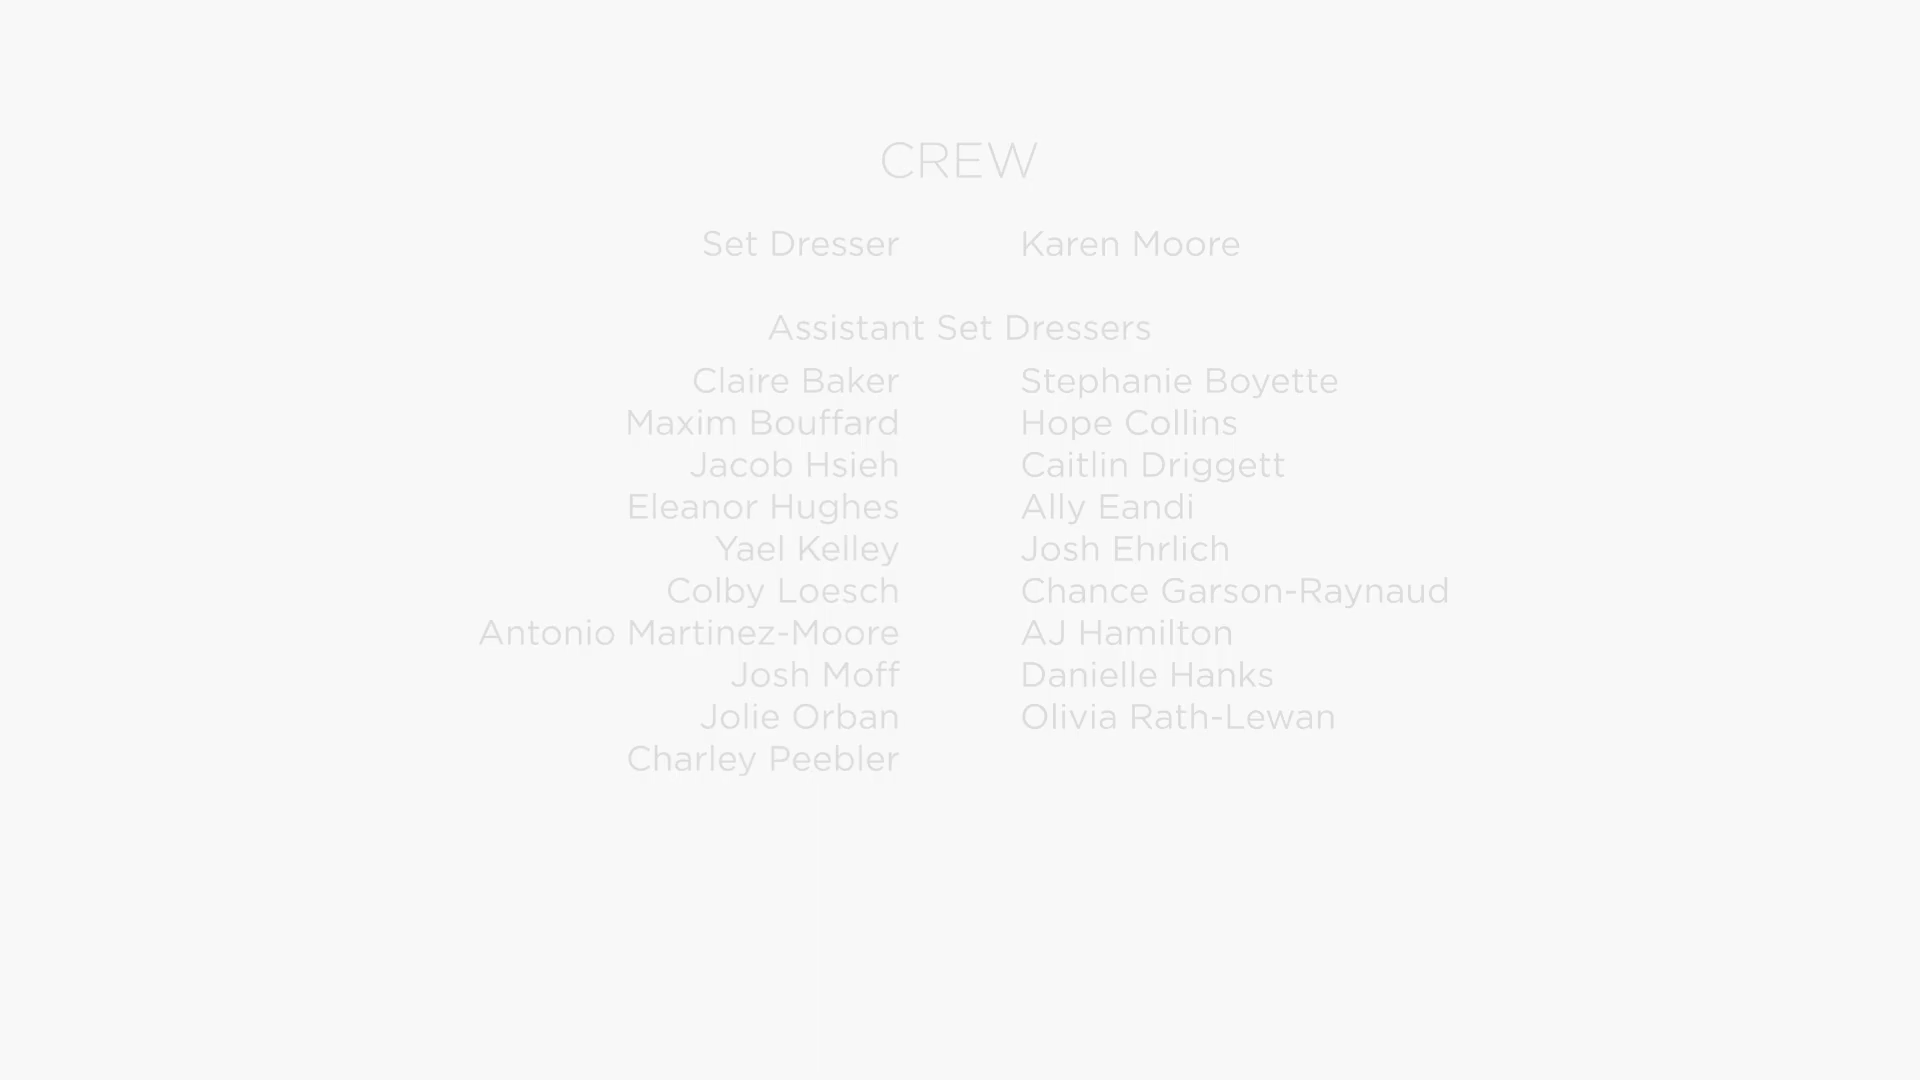 CREW
Set Dresser Karen Moore
Assistant Set Dressers
Claire Baker Stephanie Boyette
Maxim Bouffard Hope Collins
Jacob Hsieh Caitlin Driggett
Eleanor Hughes Ally Eandi
Yael Kelley Josh Ehrlich
Colby Loesch Chance Garson-Raynaud
Antonio Martinez-Moore AJ Hamilton
Josh Moff Danielle Hanks
Jolie Orban Olivia Rath-Lewan
Charley Peebler